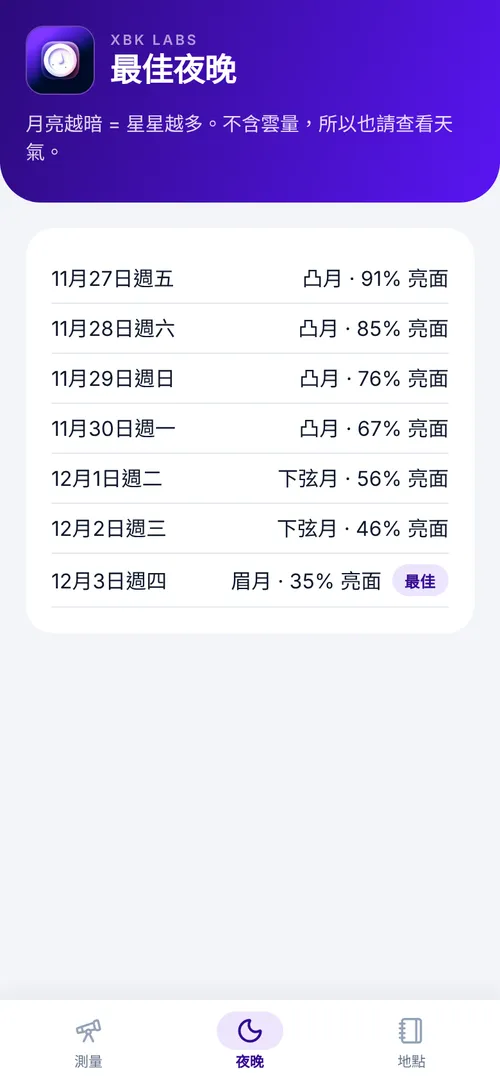 XBK LABS
最佳夜晚
月亮越暗 = 星星越多。不含雲量，所以也請查看天
氣。
11月27日週五 凸月 · 91% 亮面
11月28日週六 凸月 · 85% 亮面
11月29日週日 凸月 · 76% 亮面
11月30日週一 凸月 · 67% 亮面
12月1日週二 下弦月 · 56% 亮面
12月2日週三 下弦月 · 46% 亮面
12月3日週四 眉月 · 35% 亮面 最佳
測量 夜晚 地點